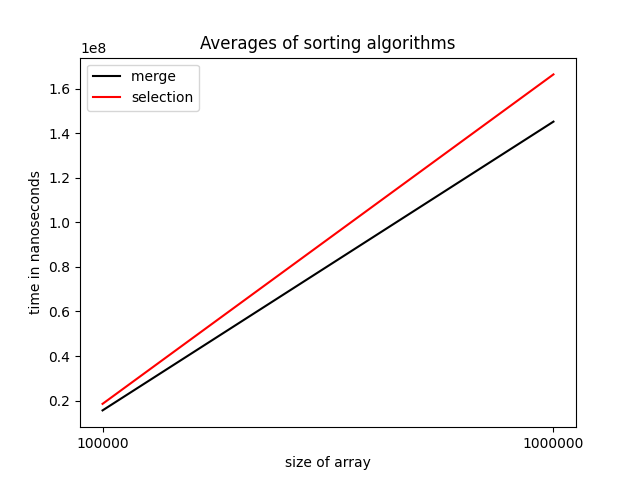 Averages of sorting algorithms
1e8
merge
selection
1.6
1.4
1.2
1.0
0.8
0.6
0.4
0.2
time in nanoseconds
100000
1000000
size of array